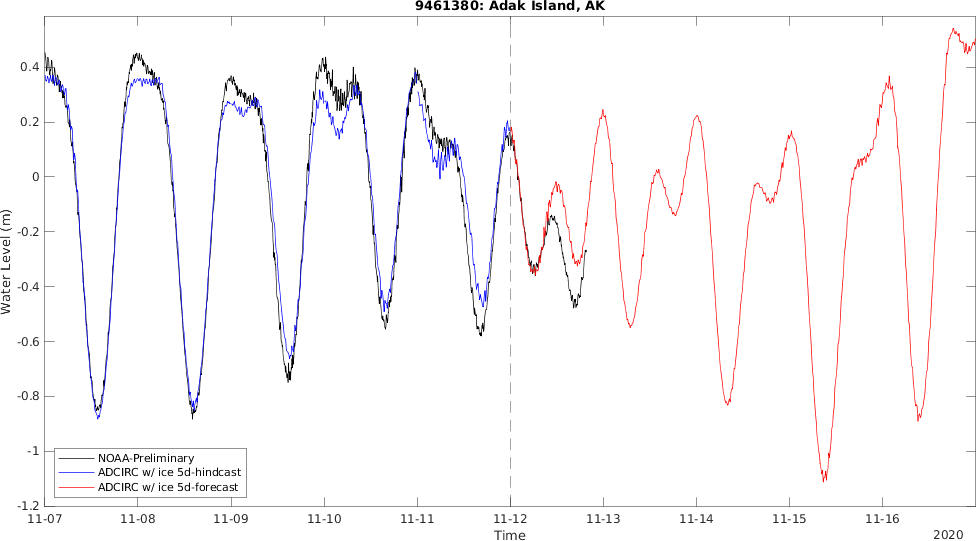 9461380: Adak Island, AK
Water Level (m)
0.4
0.2
0
-0.2
-0.4
-0.6
-0.8
-1
-1.2
NOAA-Preliminary
ADCIRC w/ ice 5d-hindcast
ADCIRC w/ ice 5d-forecast
11-07 11-08 11-09 11-10 11-11 11-12 11-13 11-14 11-15 11-16
Time
2020